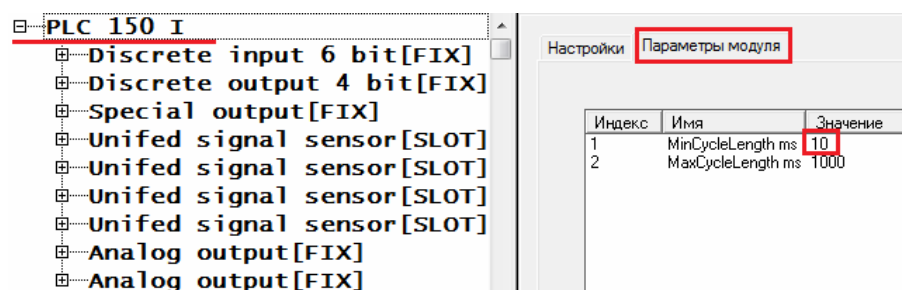 PLC 150 I
Discrete input 6 bit[FIX]
Discrete output 4 bit[FIX]
Special output[FIX]
Unifed signal sensor[SLOT]
Unifed signal sensor[SLOT]
Unifed signal sensor[SLOT]
Unifed signal sensor[SLOT]
Analog output[FIX]
Analog output[FIX]
Настройки Параметры модуля
Индекс Имя Значение
1 MinCycleLength ms 10
2 MaxCycleLength ms 1000